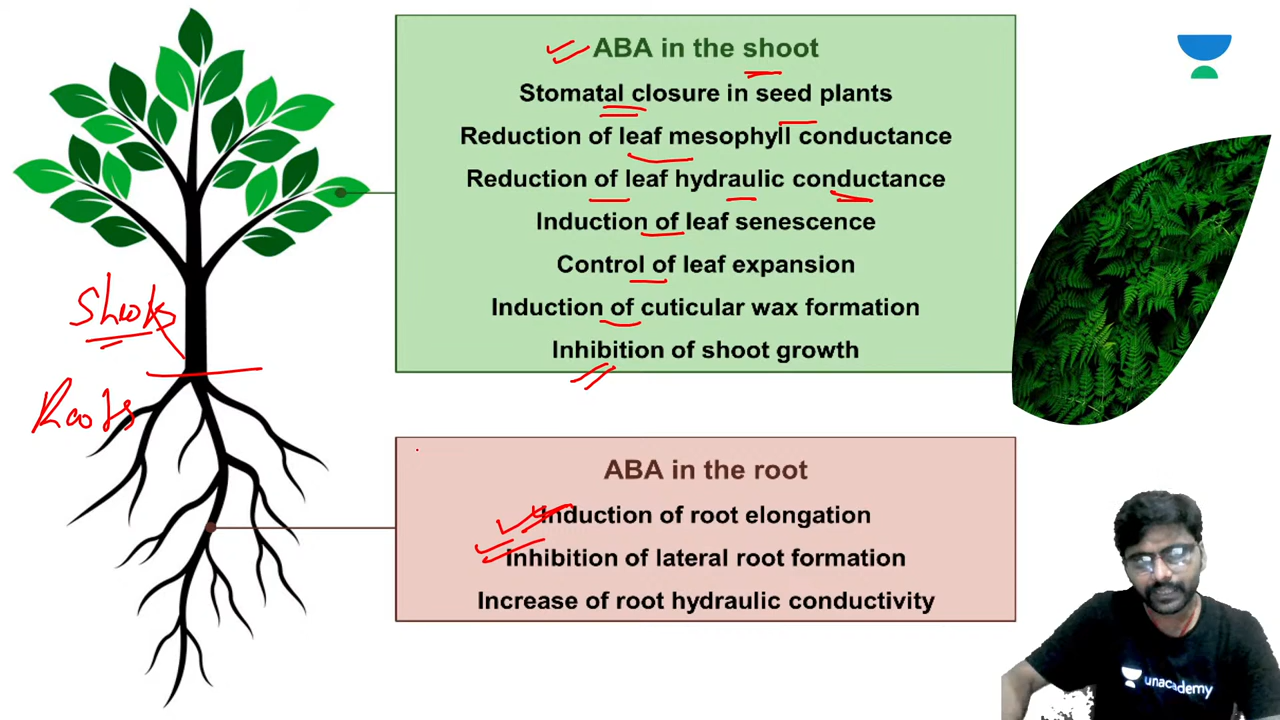 ABA in the shoot
Stomatal closure in seed plants
Reduction of leaf mesophyll conductance
Reduction of leaf hydraulic conductance
Induction of leaf senescence
Control of leaf expansion
Induction of cuticular wax formation
Inhibition of shoot growth
Shoots
Roots
ABA in the root
Induction of root elongation
Inhibition of lateral root formation
Increase of root hydraulic conductivity
unacademy